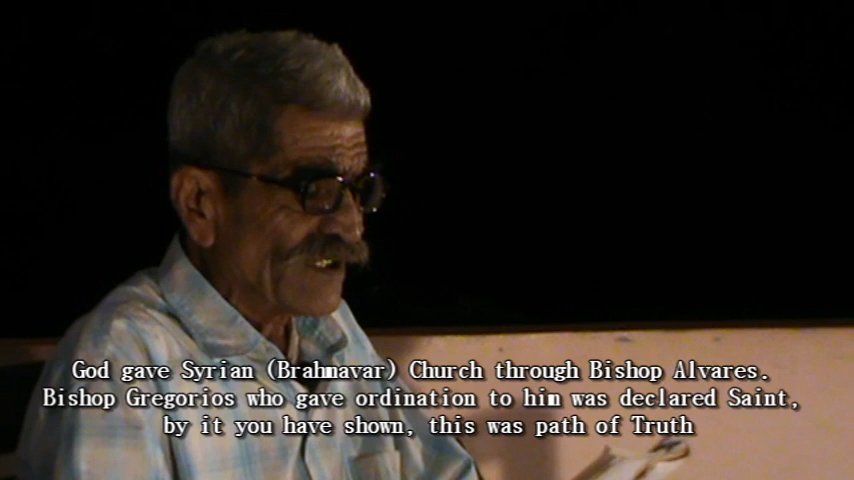 God gave Syrian (Brahmavar) Church through Bishop Alvares.
Bishop Gregorios who gave ordination to him was declared Saint,
by it you have shown, this was path of Truth